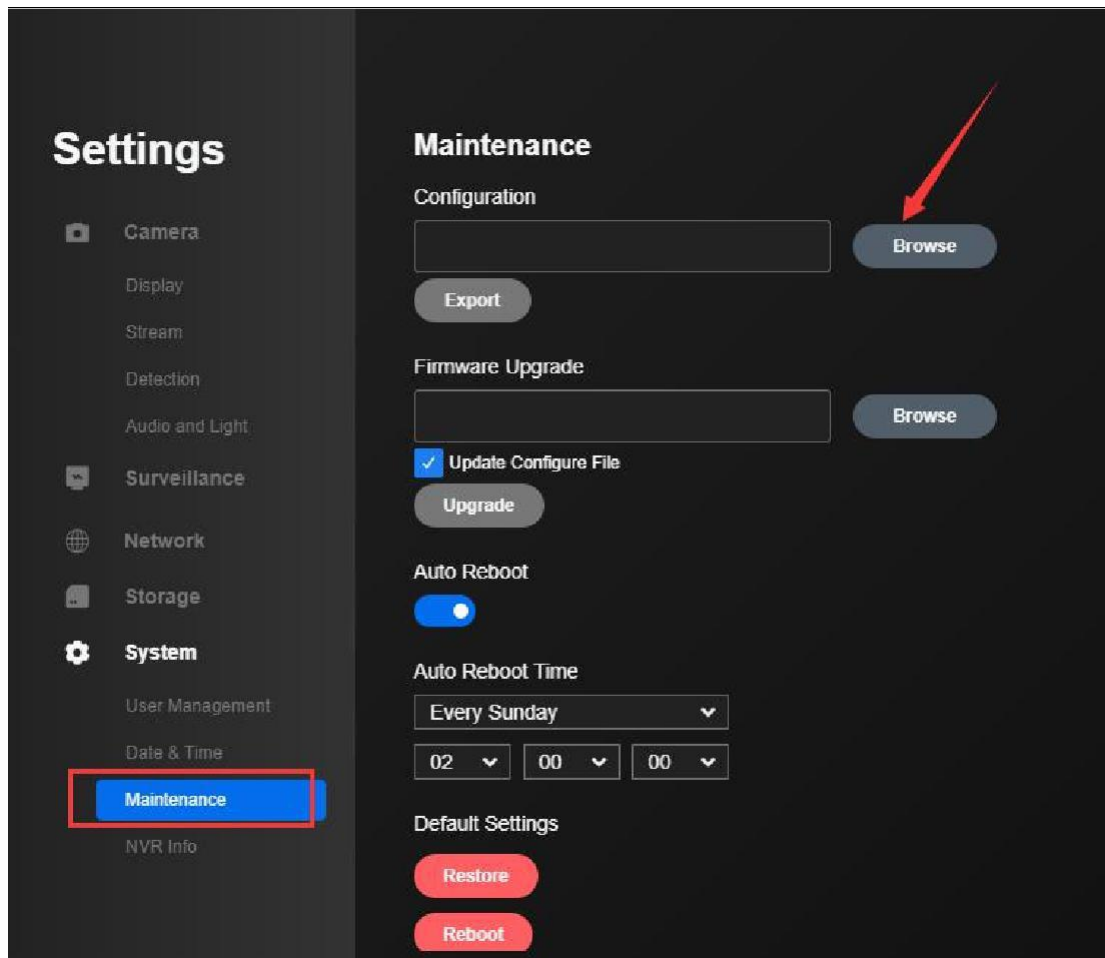 Settings
Camera
Display
Stream
Detection
Audio and Light
Surveillance
Network
Storage
System
User Management
Date & Time
Maintenance
NVR Info
Maintenance
Configuration
Browse
Export
Firmware Upgrade
Browse
Update Configure File
Upgrade
Auto Reboot
Auto Reboot Time
Every Sunday
02 00 00
Default Settings
Restore
Reboot